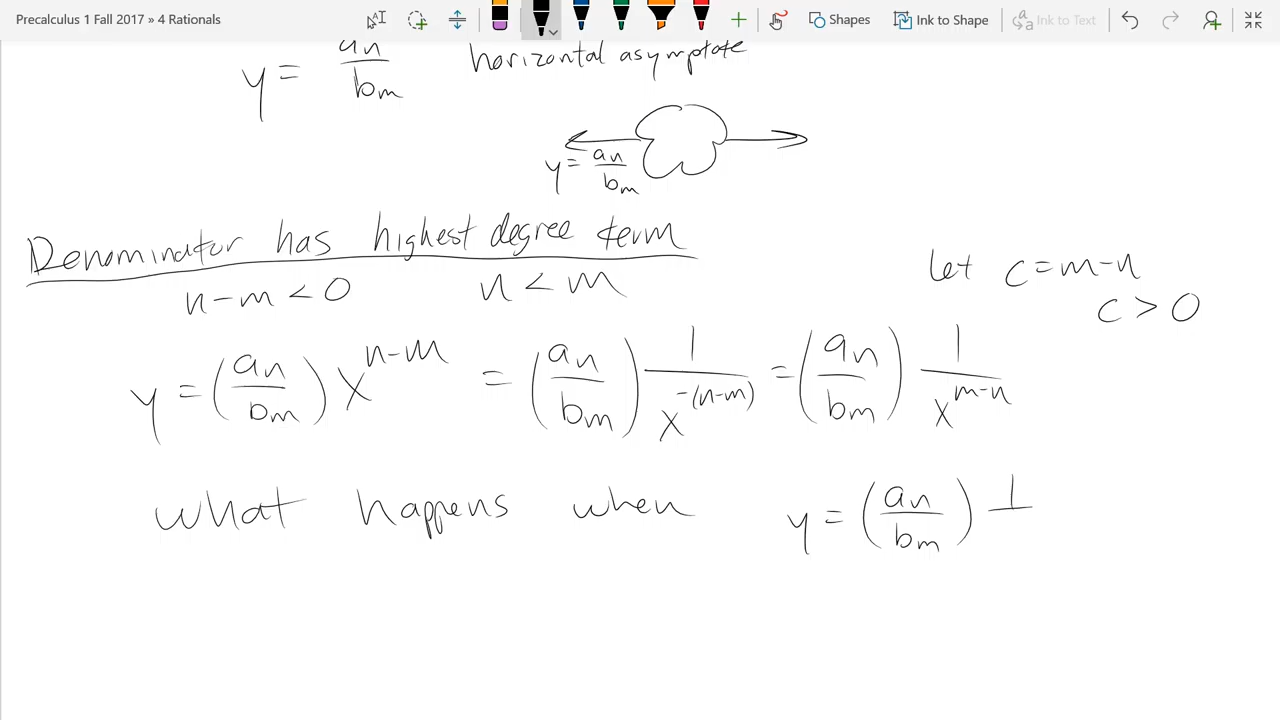 Precalculus 1 Fall 2017 » 4 Rationals
Shapes
Ink to Shape
Ink to Text
y = an/bm horizontal asymptote
y = an/bm
Denominator has highest degree term
n-m < 0 n < m
let c = m-n
c > 0
y = (an/bm) x^(n-m) = (an/bm) 1/x^(-(n-m)) = (an/bm) 1/x^(m-n)
what happens when y = (an/bm) 1